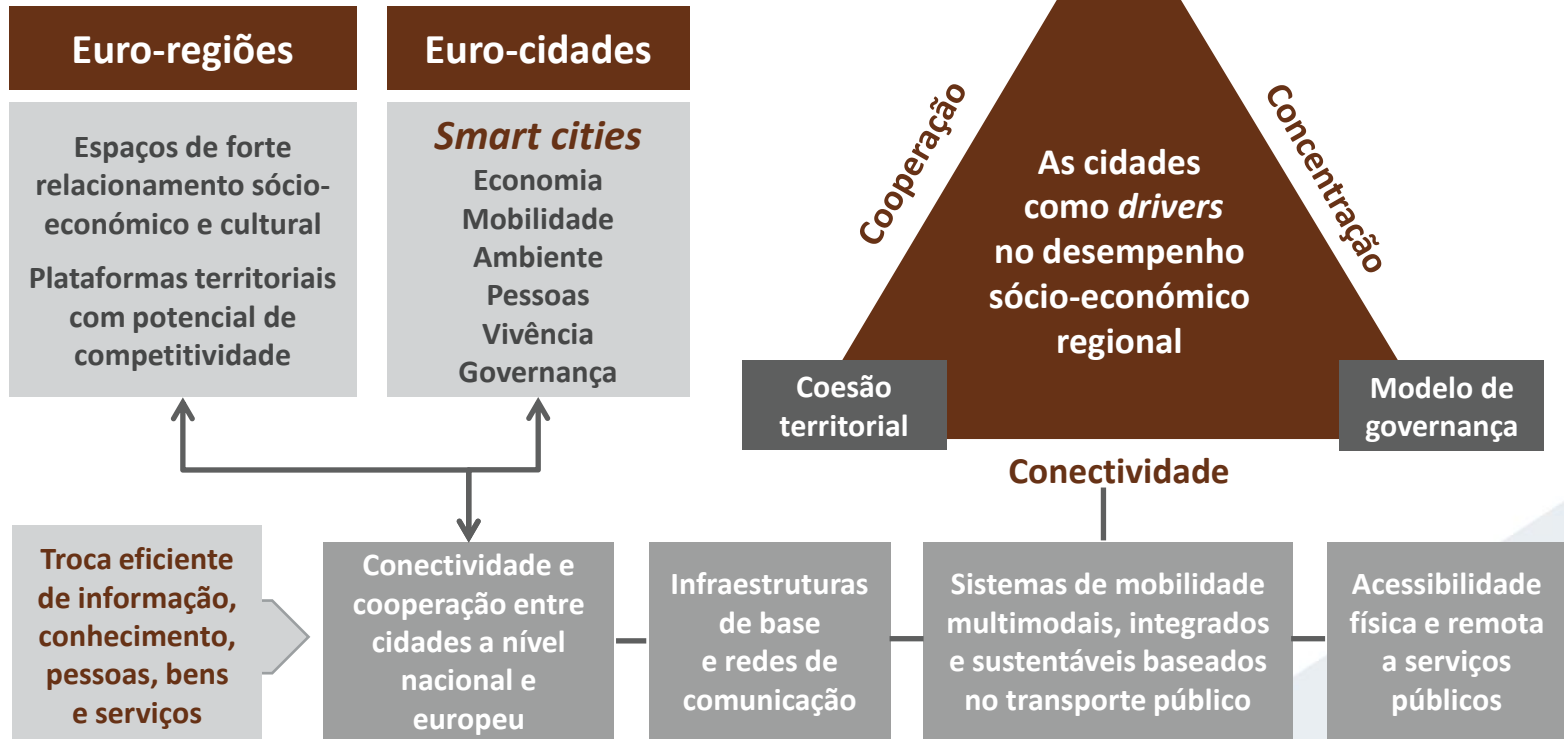 Euro-regiões
Espaços de forte
relacionamento sócio-
económico e cultural
Plataformas territoriais
com potencial de
competitividade
Euro-cidades
Smart cities
Economia
Mobilidade
Ambiente
Pessoas
Vivência
Governança
Cooperação
Concentração
As cidades
como drivers
no desempenho
sócio-económico
regional
Coesão
territorial
Modelo de
governança
Conectividade
Troca eficiente
de informação,
conhecimento,
pessoas, bens
e serviços
Conectividade e
cooperação entre
cidades a nível
nacional e
europeu
Infraestruturas
de base
e redes de
comunicação
Sistemas de mobilidade
multimodais, integrados
e sustentáveis baseados
no transporte público
Acessibilidade
física e remota
a serviços
públicos